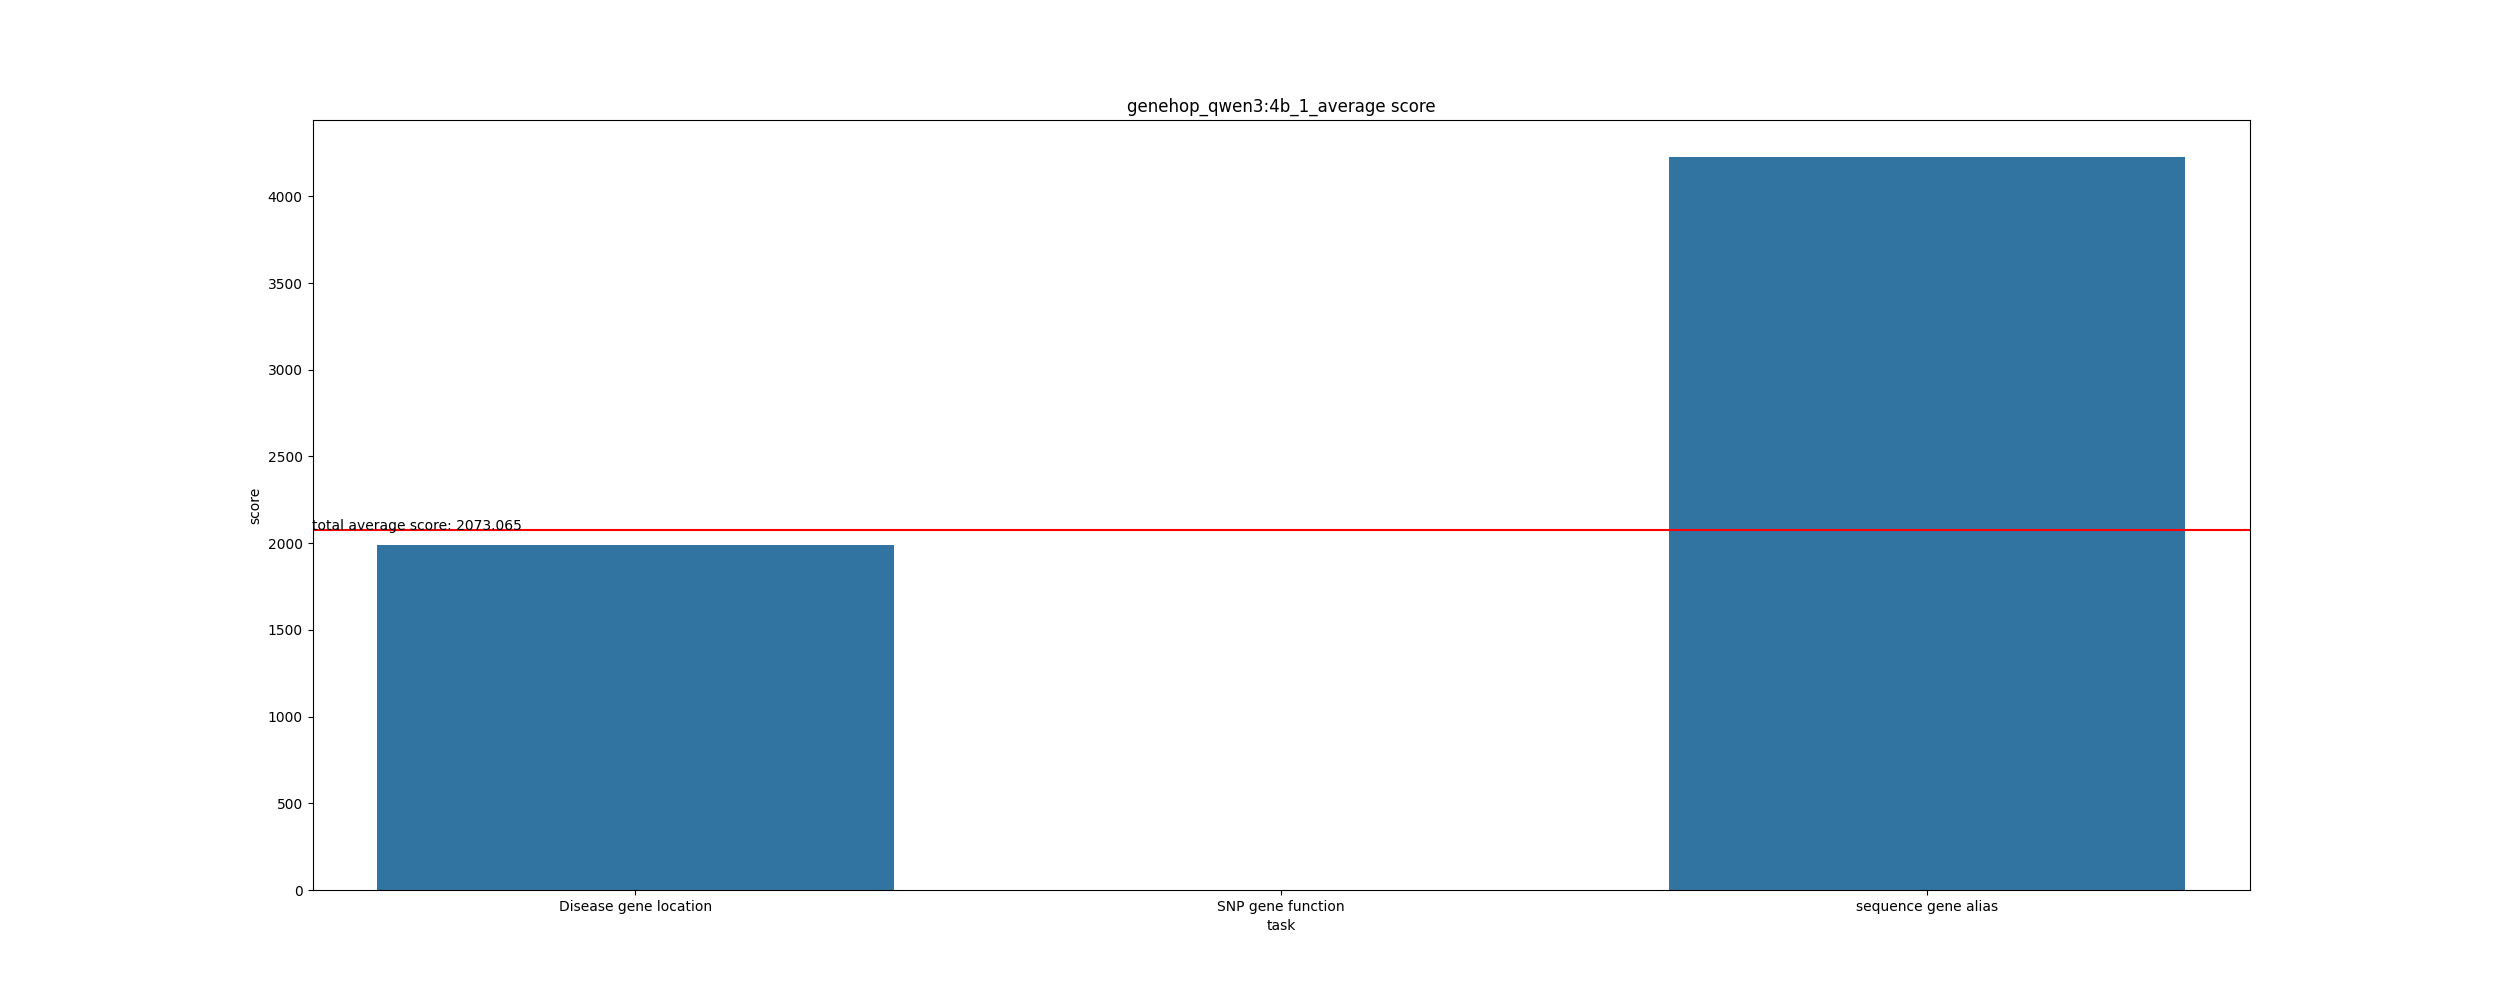 genehop_qwen3:4b_1_average score
4000
3500
3000
2500
2000
1500
1000
500
0
score
total average score: 2073.065
Disease gene location
SNP gene function
sequence gene alias
task